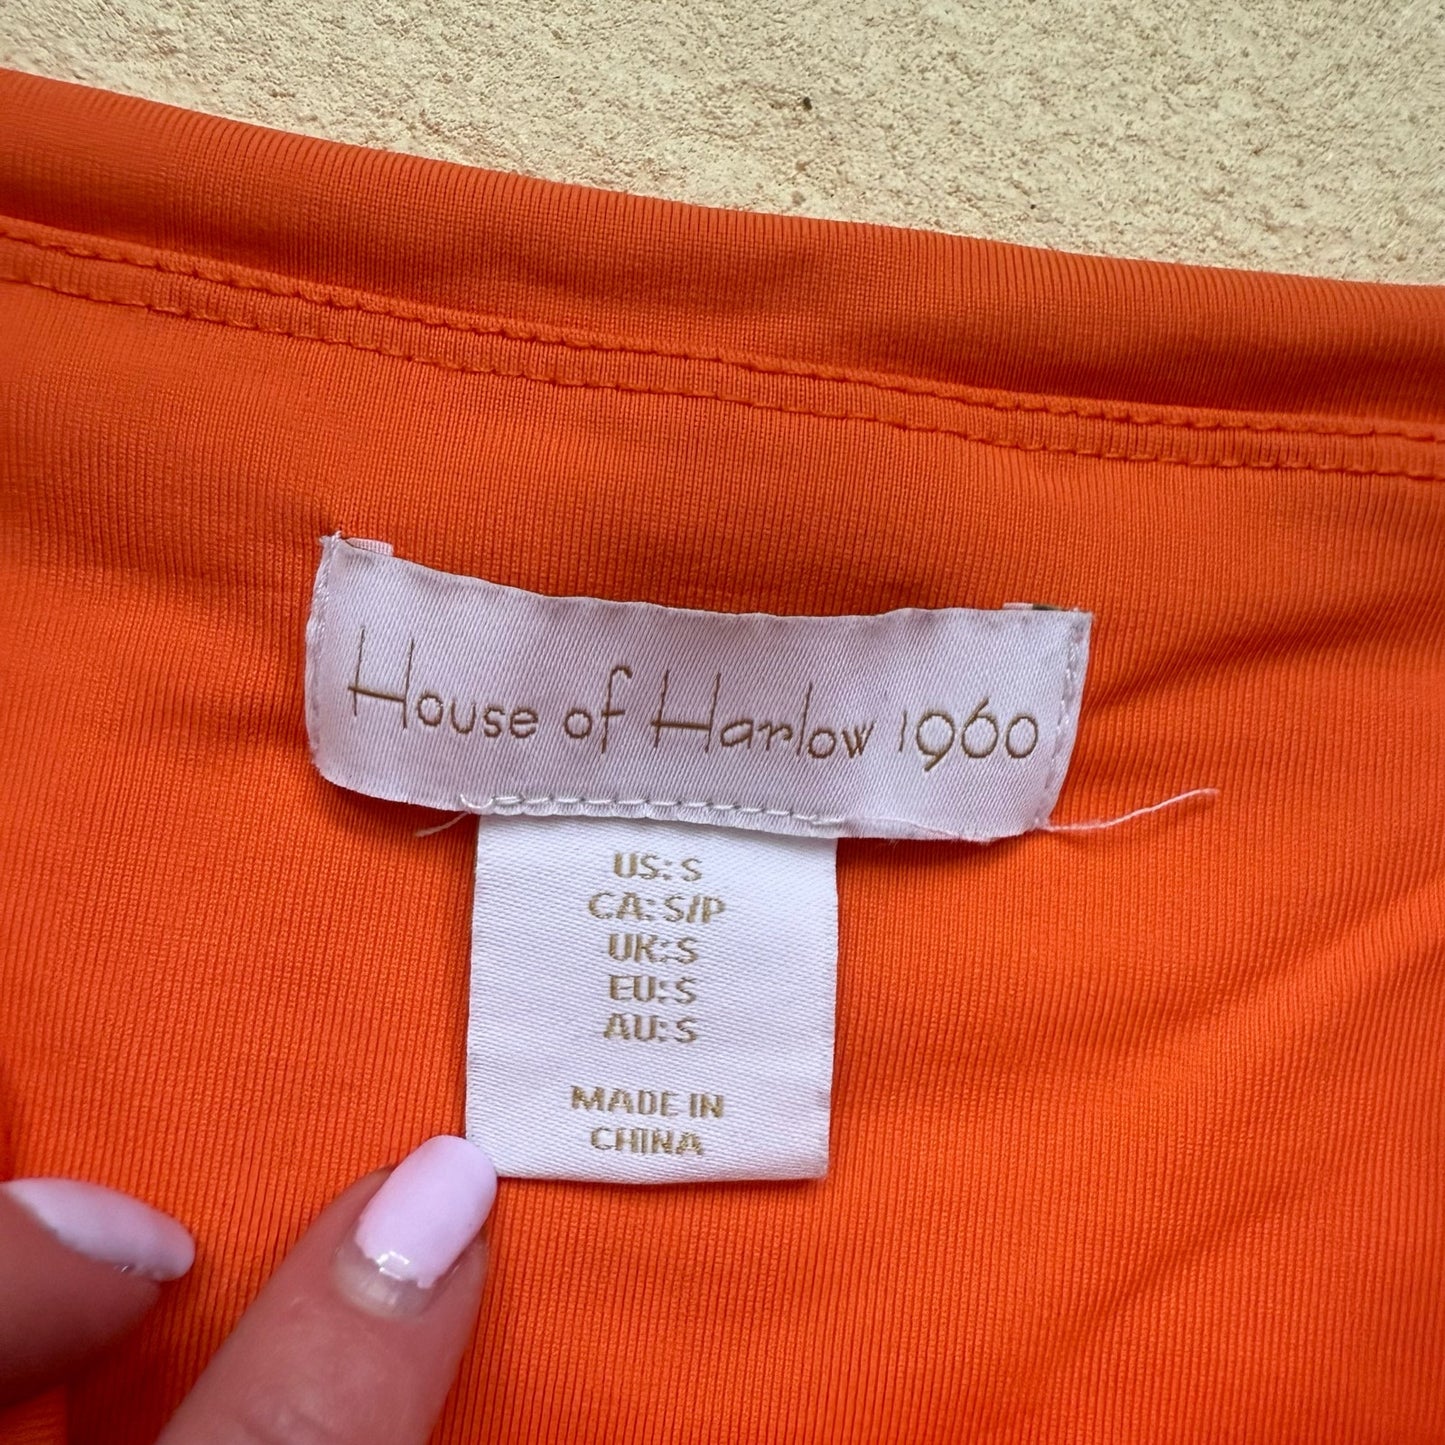 House of Harlow 1960
US: S
CA: S/P
UK: S
EU: S
AU: S
MADE IN
CHINA